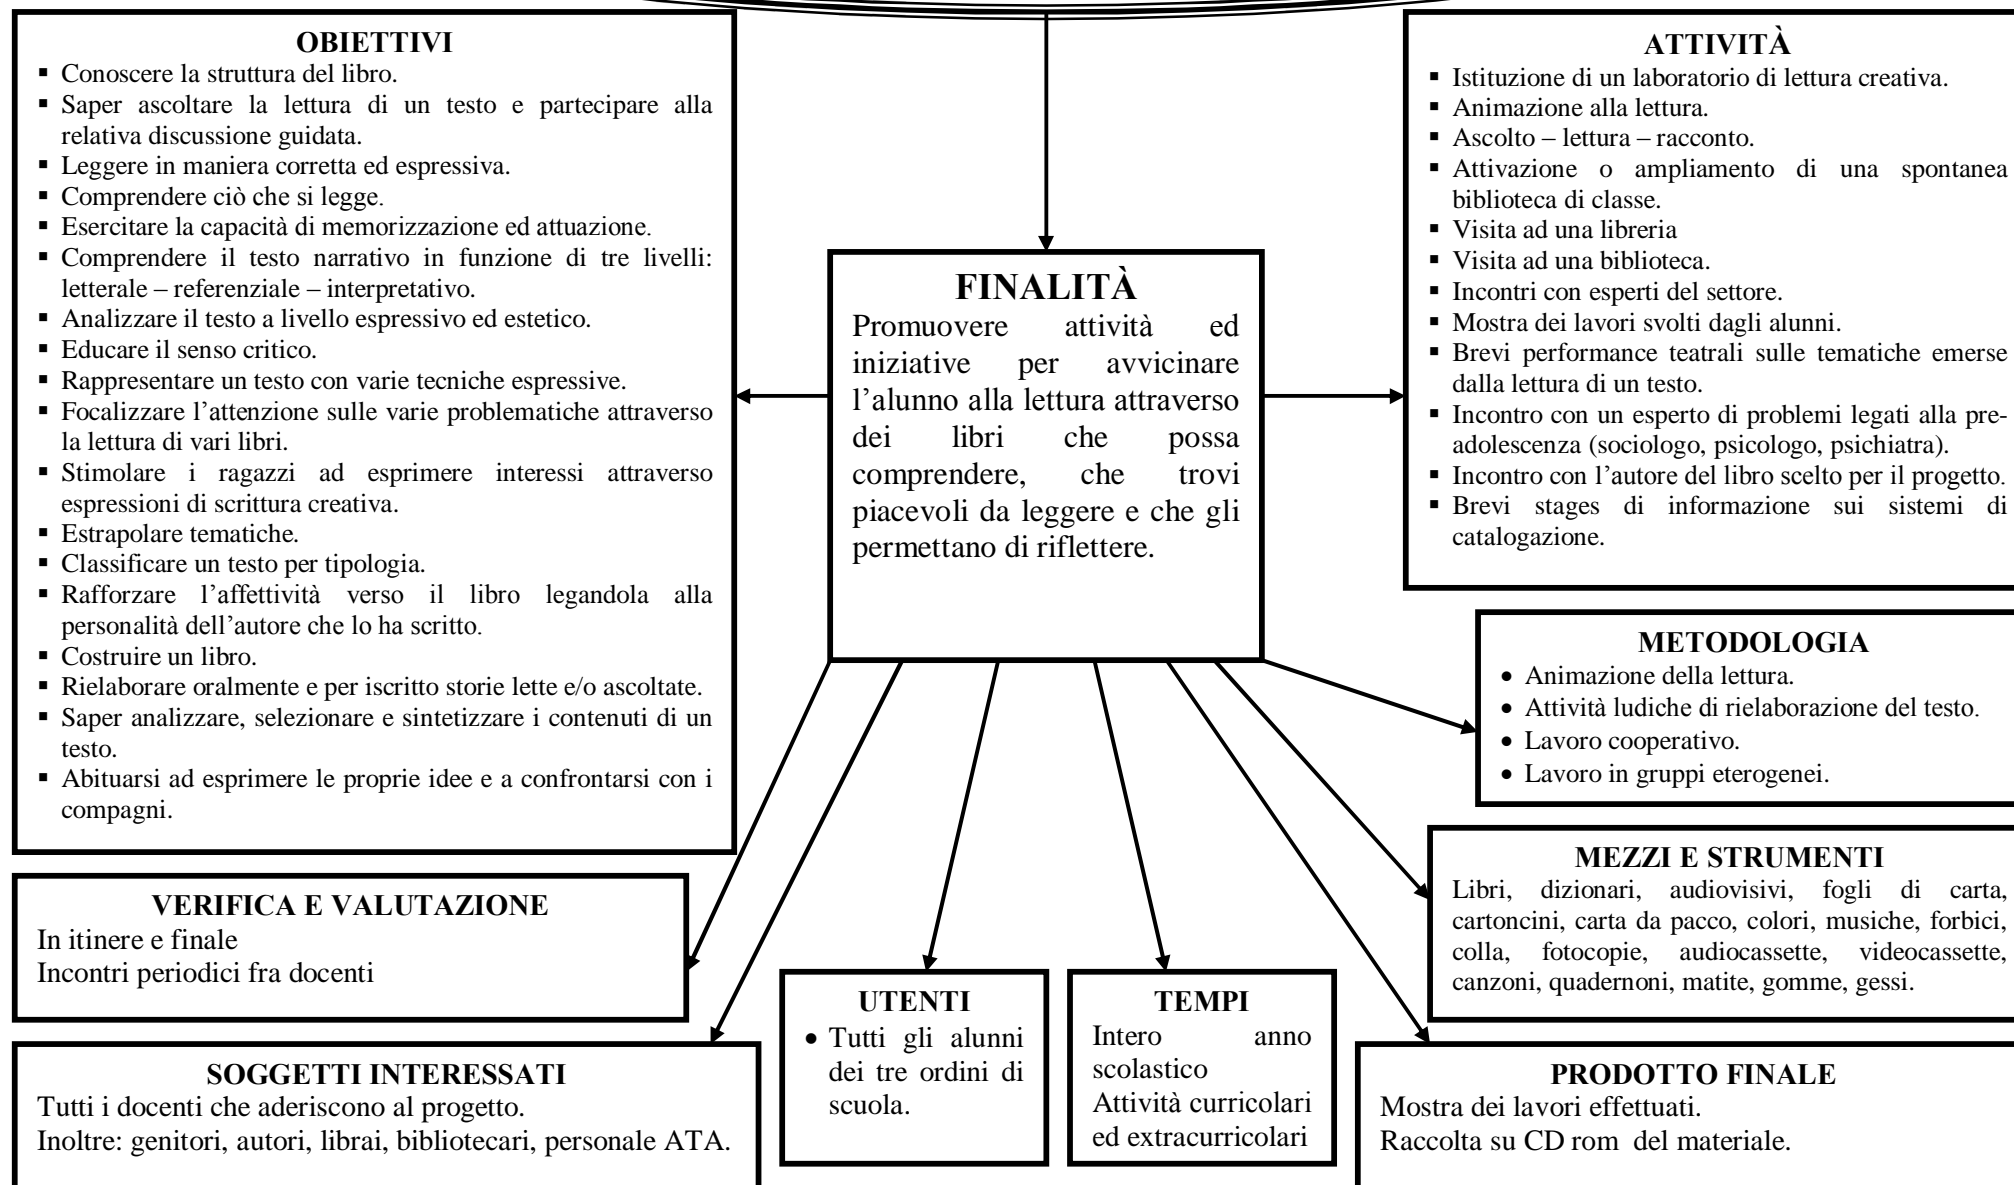 OBIETTIVI
▪ Conoscere la struttura del libro.
▪ Saper ascoltare la lettura di un testo e partecipare alla
relativa discussione guidata.
▪ Leggere in maniera corretta ed espressiva.
▪ Comprendere ciò che si legge.
▪ Esercitare la capacità di memorizzazione ed attuazione.
▪ Comprendere il testo narrativo in funzione di tre livelli:
letterale – referenziale – interpretativo.
▪ Analizzare il testo a livello espressivo ed estetico.
▪ Educare il senso critico.
▪ Rappresentare un testo con varie tecniche espressive.
▪ Focalizzare l’attenzione sulle varie problematiche attraverso
la lettura di vari libri.
▪ Stimolare i ragazzi ad esprimere interessi attraverso
espressioni di scrittura creativa.
▪ Estrapolare tematiche.
▪ Classificare un testo per tipologia.
▪ Rafforzare l’affettività verso il libro legandola alla
personalità dell’autore che lo ha scritto.
▪ Costruire un libro.
▪ Rielaborare oralmente e per iscritto storie lette e/o ascoltate.
▪ Saper analizzare, selezionare e sintetizzare i contenuti di un
testo.
▪ Abituarsi ad esprimere le proprie idee e a confrontarsi con i
compagni.
FINALITÀ
Promuovere attività ed
iniziative per avvicinare
l’alunno alla lettura attraverso
dei libri che possa
comprendere, che trovi
piacevoli da leggere e che gli
permettano di riflettere.
ATTIVITÀ
▪ Istituzione di un laboratorio di lettura creativa.
▪ Animazione alla lettura.
▪ Ascolto – lettura – racconto.
▪ Attivazione o ampliamento di una spontanea
biblioteca di classe.
▪ Visita ad una libreria
▪ Visita ad una biblioteca.
▪ Incontri con esperti del settore.
▪ Mostra dei lavori svolti dagli alunni.
▪ Brevi performance teatrali sulle tematiche emerse
dalla lettura di un testo.
▪ Incontro con un esperto di problemi legati alla pre-
adolescenza (sociologo, psicologo, psichiatra).
▪ Incontro con l’autore del libro scelto per il progetto.
▪ Brevi stages di informazione sui sistemi di
catalogazione.
METODOLOGIA
• Animazione della lettura.
• Attività ludiche di rielaborazione del testo.
• Lavoro cooperativo.
• Lavoro in gruppi eterogenei.
MEZZI E STRUMENTI
Libri, dizionari, audiovisivi, fogli di carta,
cartoncini, carta da pacco, colori, musiche, forbici,
colla, fotocopie, audiocassette, videocassette,
canzoni, quadernoni, matite, gomme, gessi.
VERIFICA E VALUTAZIONE
In itinere e finale
Incontri periodici fra docenti
SOGGETTI INTERESSATI
Tutti i docenti che aderiscono al progetto.
Inoltre: genitori, autori, librai, bibliotecari, personale ATA.
UTENTI
• Tutti gli alunni
dei tre ordini di
scuola.
TEMPI
Intero anno
scolastico
Attività curricolari
ed extracurricolari
PRODOTTO FINALE
Mostra dei lavori effettuati.
Raccolta su CD rom del materiale.